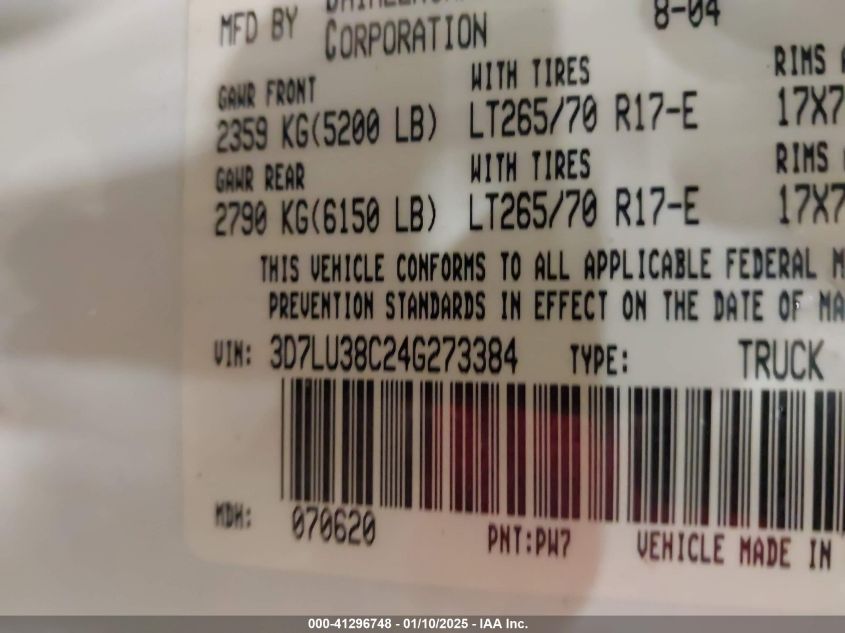 MFD BY CORPORATION 8-04
GAWR FRONT WITH TIRES RIMS
2359 KG(5200 LB) LT265/70 R17-E 17X7
GAWR REAR WITH TIRES RIMS
2790 KG(6150 LB) LT265/70 R17-E 17X7
THIS VEHICLE CONFORMS TO ALL APPLICABLE FEDERAL M
PREVENTION STANDARDS IN EFFECT ON THE DATE OF MA
VIN: 3D7LU38C24G273384 TYPE: TRUCK
MDH: 070620 PNT:PW7 VEHICLE MADE IN
000-41296748 - 01/10/2025 - IAA Inc.